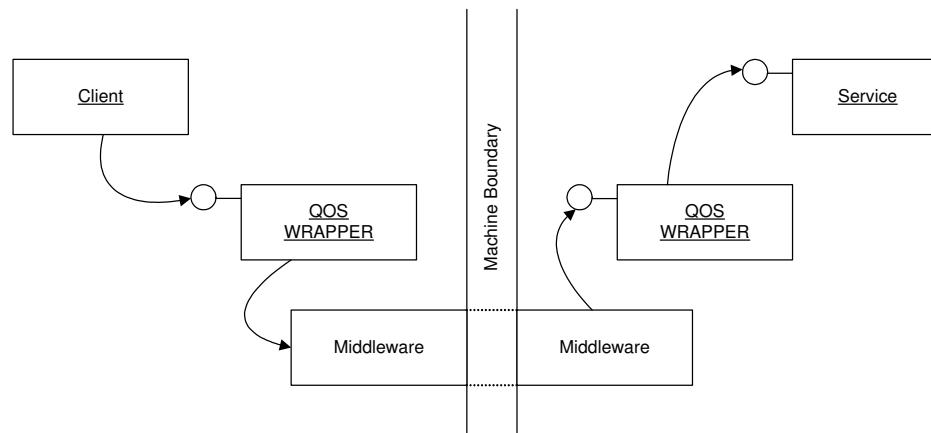 Client
Service
QOS
WRAPPER
Machine Boundary
QOS
WRAPPER
Middleware
Middleware